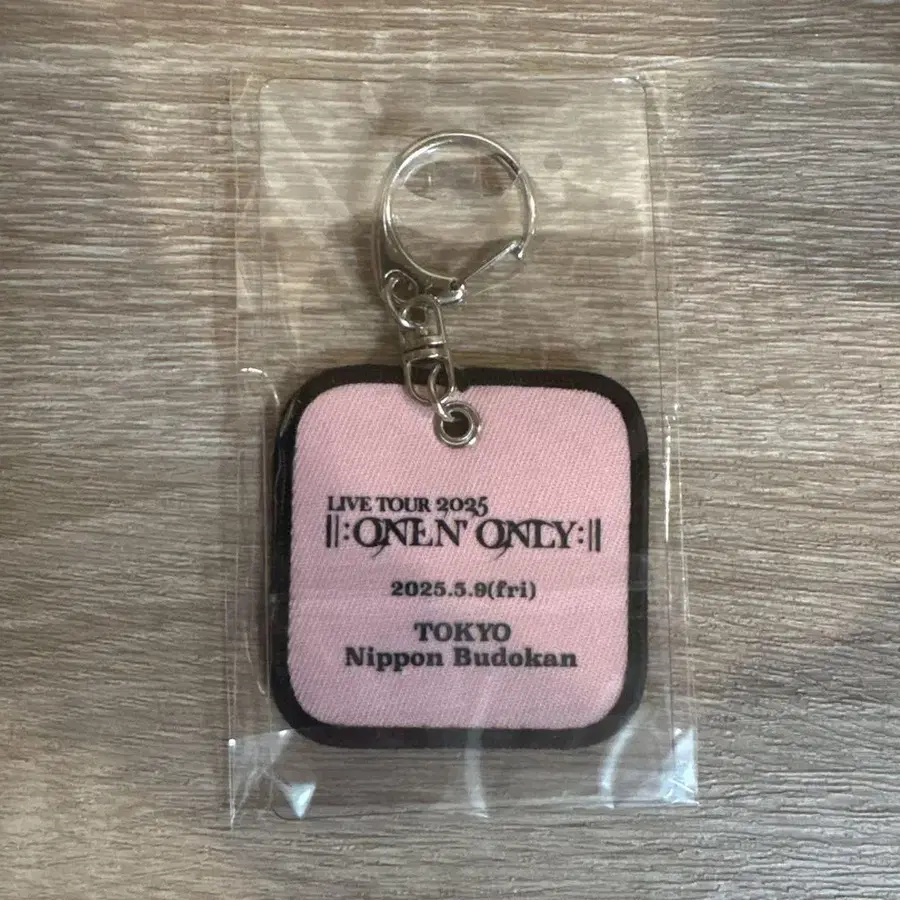 LIVE TOUR 2025
||:ONE N' ONLY:||
2025.5.9(fri)
TOKYO
Nippon Budokan